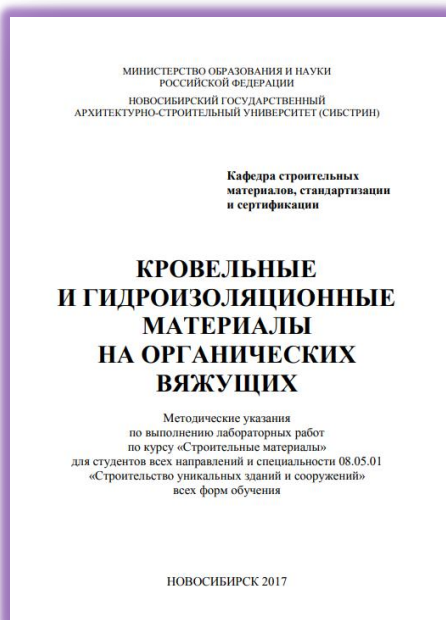 МИНИСТЕРСТВО ОБРАЗОВАНИЯ И НАУКИ
РОССИЙСКОЙ ФЕДЕРАЦИИ
НОВОСИБИРСКИЙ ГОСУДАРСТВЕННЫЙ
АРХИТЕКТУРНО-СТРОИТЕЛЬНЫЙ УНИВЕРСИТЕТ (СИБСТРИН)
Кафедра строительных
материалов, стандартизации
и сертификации
КРОВЕЛЬНЫЕ
И ГИДРОИЗОЛЯЦИОННЫЕ
МАТЕРИАЛЫ
НА ОРГАНИЧЕСКИХ
ВЯЖУЩИХ
Методические указания
по выполнению лабораторных работ
по курсу «Строительные материалы»
для студентов всех направлений и специальности 08.05.01
«Строительство уникальных зданий и сооружений»
всех форм обучения
НОВОСИБИРСК 2017